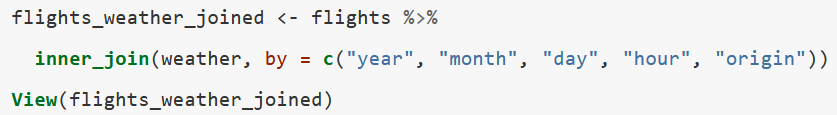 flights_weather_joined <- flights %>%
  inner_join(weather, by = c("year", "month", "day", "hour", "origin"))
View(flights_weather_joined)